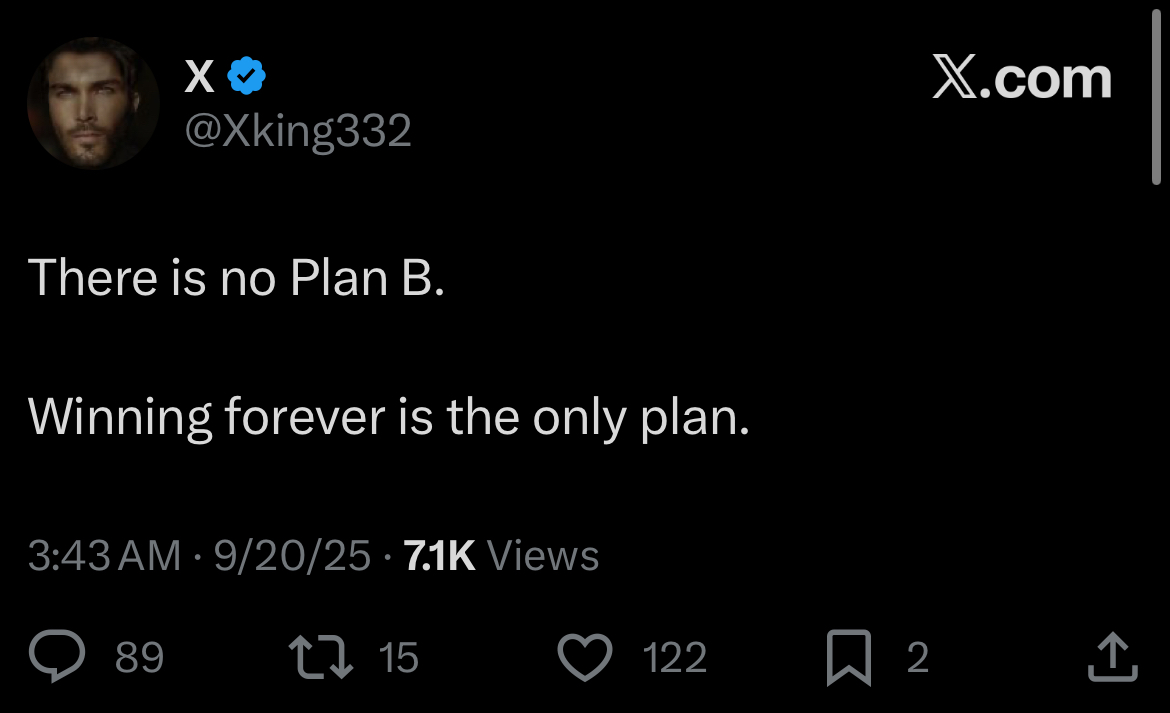 X
@Xking332
𝕏.com
There is no Plan B.
Winning forever is the only plan.
3:43 AM · 9/20/25 · 7.1K Views
89 15 122 2